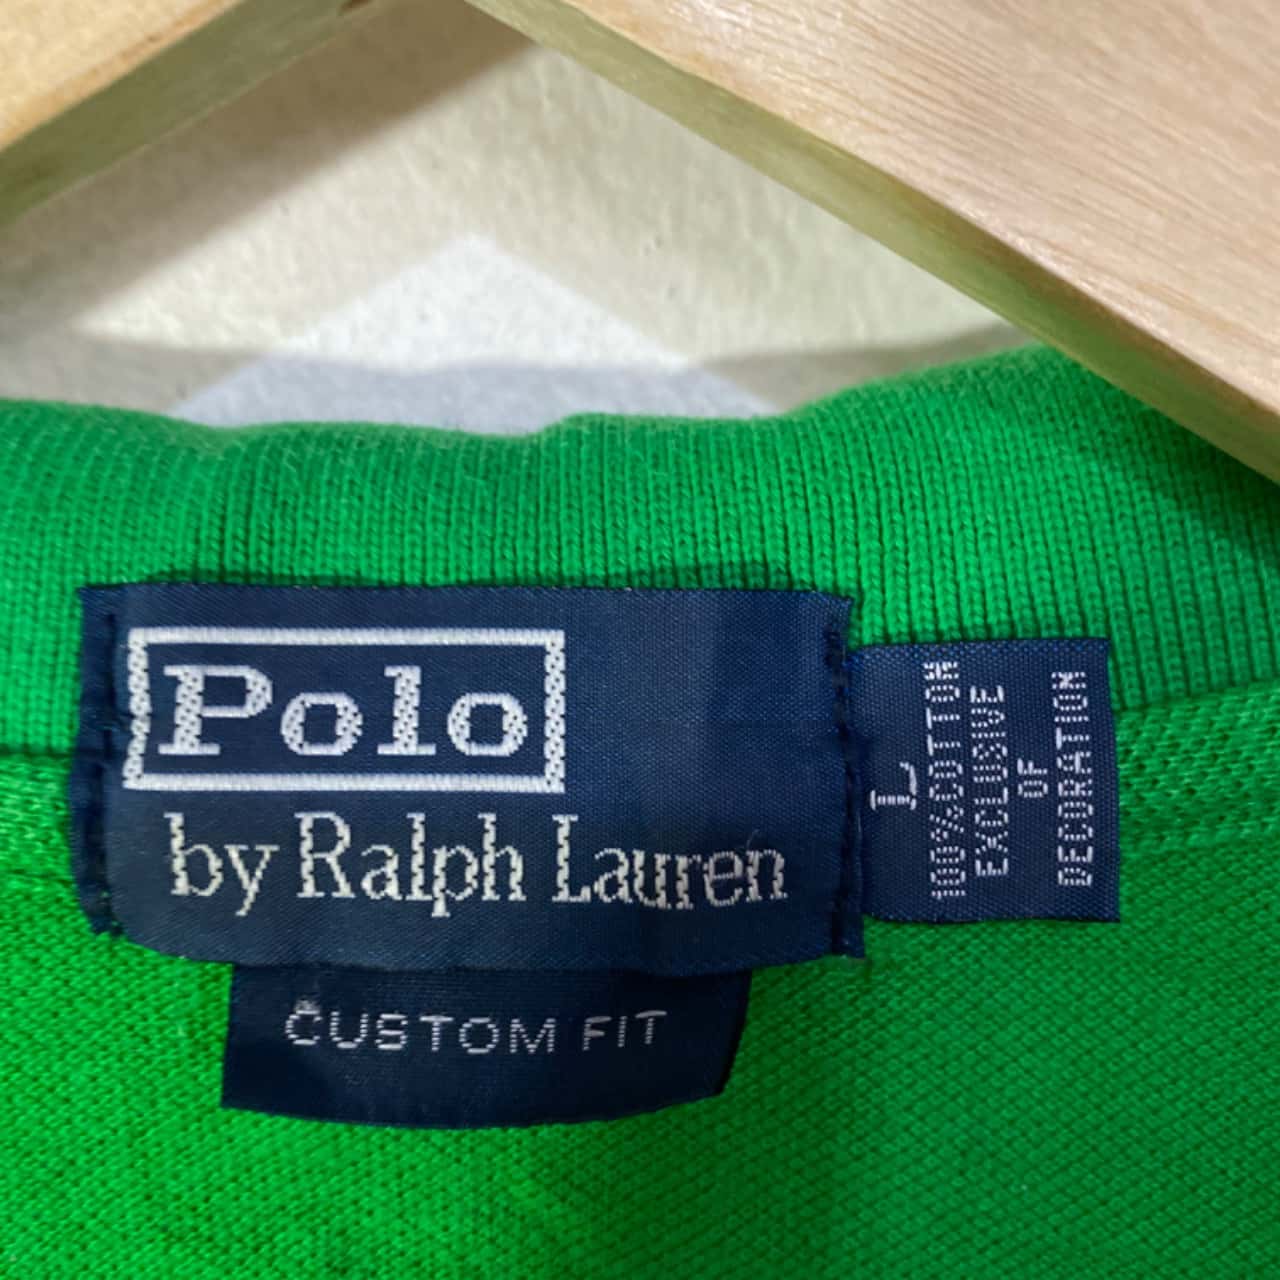 Polo
by Ralph Lauren
CUSTOM FIT
L
100%COTTON
EXCLUSIVE
OF
DECORATION